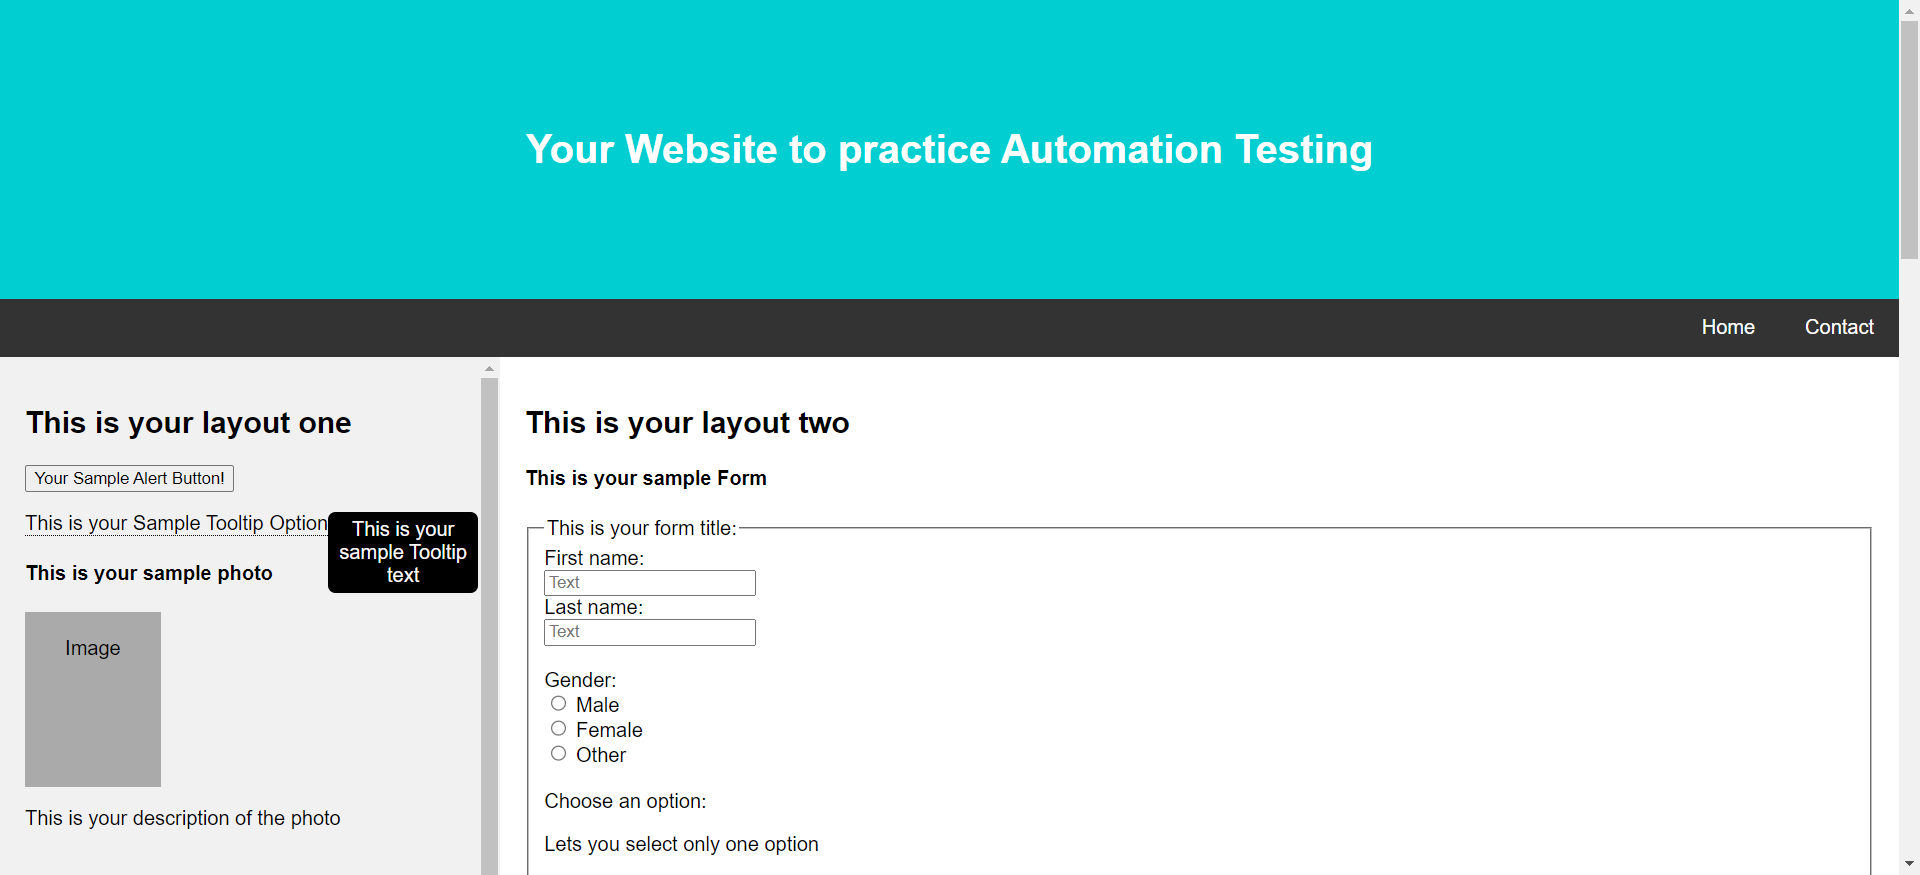 Your Website to practice Automation Testing
Home
Contact
This is your layout one
Your Sample Alert Button!
This is your Sample Tooltip Option
This is your
sample Tooltip
text
This is your sample photo
Image
This is your description of the photo
This is your layout two
This is your sample Form
This is your form title:
First name:
Text
Last name:
Text
Gender:
Male
Female
Other
Choose an option:
Lets you select only one option